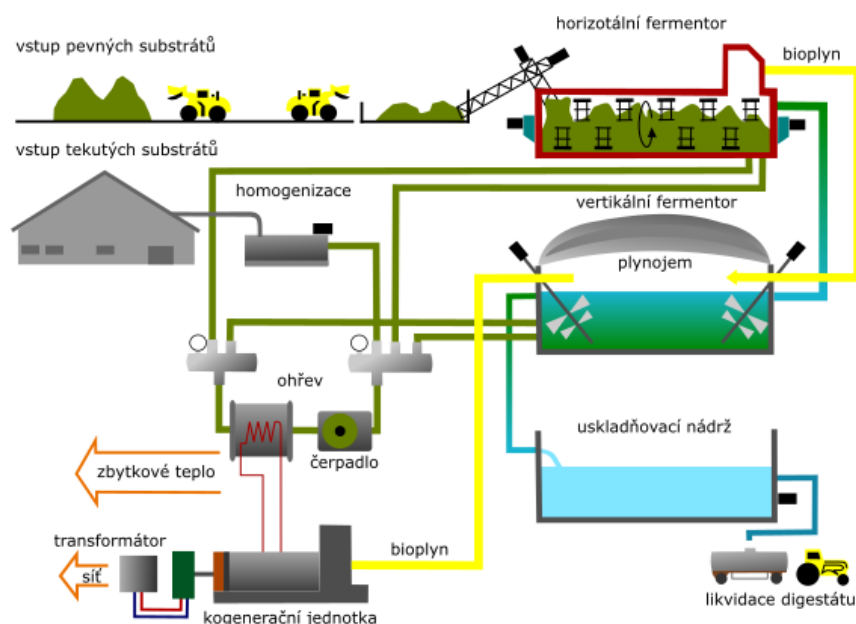 horizotální fermentor
vstup pevných substrátů
bioplyn
vstup tekutých substrátů
homogenizace
vertikální fermentor
plynojem
ohřev
čerpadlo
uskladňovací nádrž
zbytkové teplo
transformátor
bioplyn
síť
kogenerační jednotka
likvidace digestátu